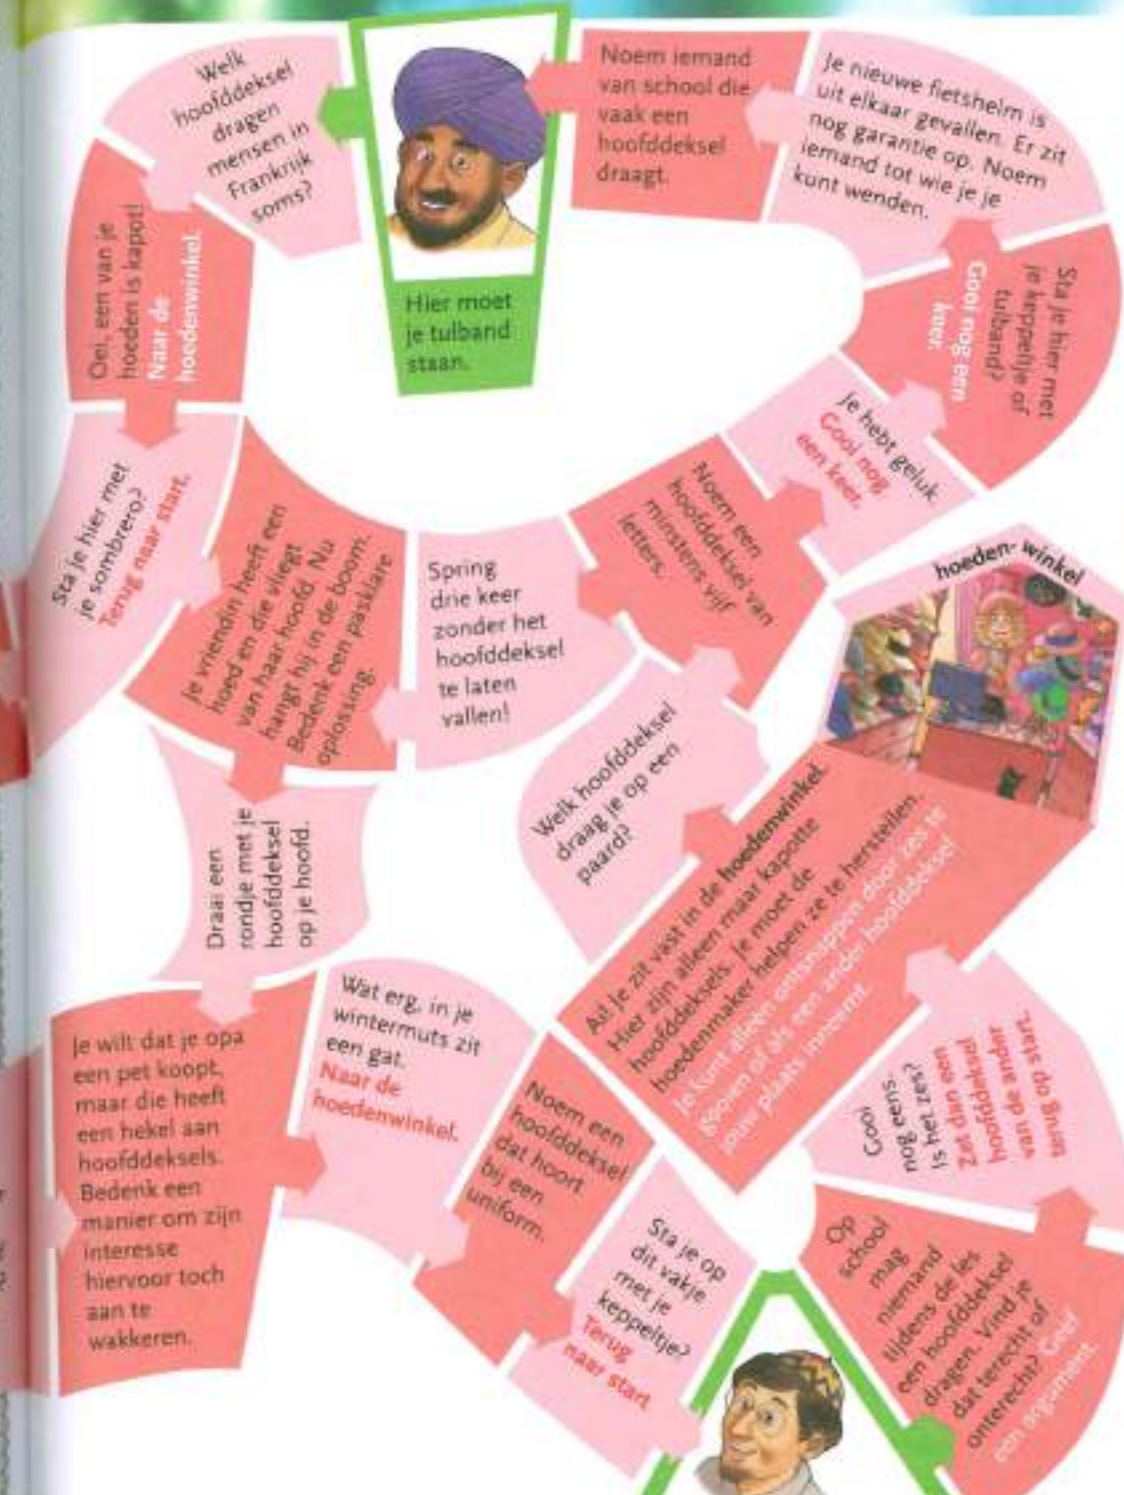 Welk
hoofddeksel
dragen
mensen in
Frankrijk
soms?
Hier moet
je tulband
staan.
Noem iemand
van school die
vaak een
hoofddeksel
draagt.
Je nieuwe fietshelm is
uit elkaar gevallen. Er zit
nog garantie op. Noem
iemand tot wie je je
kunt wenden.
Sta je hier met
je keppeltje of
tulband?
Gooi nog een
keer.
Je hebt geluk.
Gooi nog
een keer.
Noem een
hoofddeksel van
minstens vijf
letters.
Oei, een van je
hoeden is kapot!
Naar de
hoedenwinkel.
Sta je hier met
je sombrero?
Terug naar start.
Je vriendin heeft een
hoed en die vliegt
van haar hoofd. Nu
hangt hij in de boom.
Bedenk een pasklare
oplossing.
Spring
drie keer
zonder het
hoofddeksel
te laten
vallen!
Welk hoofddeksel
draag je op een
paard?
hoeden- winkel
Ai! Je zit vast in de hoedenwinkel.
Hier zijn alleen maar kapotte
hoofddeksels. Je moet de
hoedenmaker helpen ze te herstellen.
Je kunt alleen ontsnappen door zes te
gooien of als een ander hoofddeksel
jouw plaats inneemt.
Draai een
rondje met je
hoofddeksel
op je hoofd.
Je wilt dat je opa
een pet koopt,
maar die heeft
een hekel aan
hoofddeksels.
Bedenk een
manier om zijn
interesse
hiervoor toch
aan te
wakkeren.
Wat erg, in je
wintermuts zit
een gat.
Naar de
hoedenwinkel.
Noem een
hoofddeksel
dat hoort
bij een
uniform.
Sta je op
dit vakje
met je
keppeltje?
Terug
naar start
Gooi
nog eens.
Is het zes?
Zet dan een
hoofddeksel
van de ander
terug op start.
Op
school
mag
niemand
tijdens de les
een hoofddeksel
dragen. Vind je
dat terecht of
onterecht? Geef
een argument.